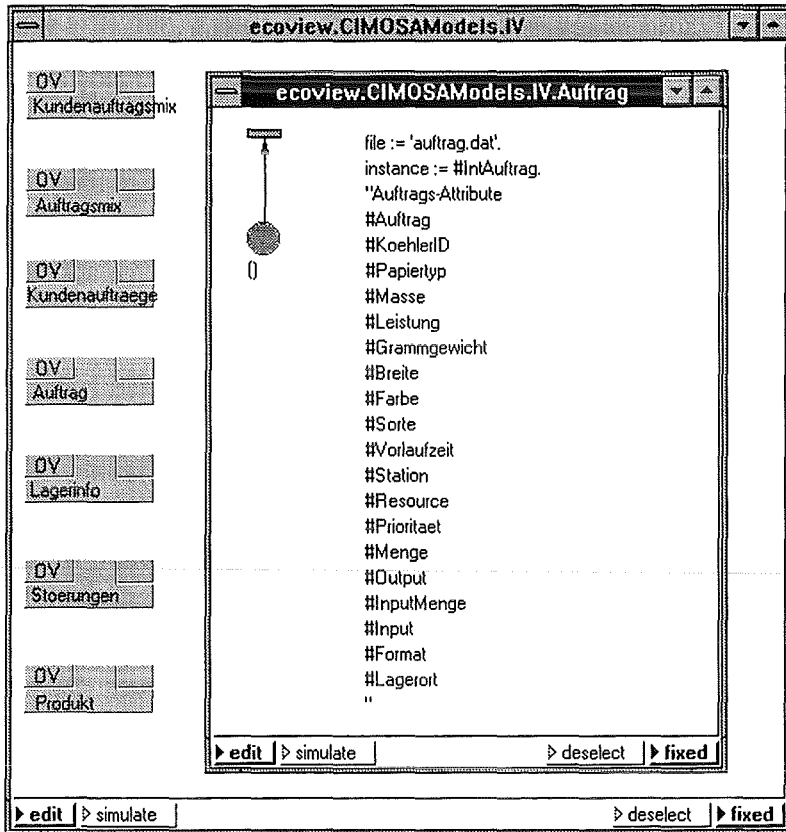 ecoview.CIMOSAModels.IV
OV
Kundenauftragsmix
OV
Auftragsmix
OV
Kundenauftraege
OV
Auftrag
OV
Lagerinfo
OV
Stoerungen
OV
Produkt
ecoview.CIMOSAModels.IV.Auftrag
()
file := 'auftrag.dat'.
instance := #IntAuftrag.
"Auftrags-Attribute
#Auftrag
#KoehlerID
#Papiertyp
#Masse
#Leistung
#Grammgewicht
#Breite
#Farbe
#Sorte
#Vorlaufzeit
#Station
#Resource
#Prioritaet
#Menge
#Output
#InputMenge
#Input
#Format
#Lagerort
"
edit simulate deselect fixed
edit simulate deselect fixed